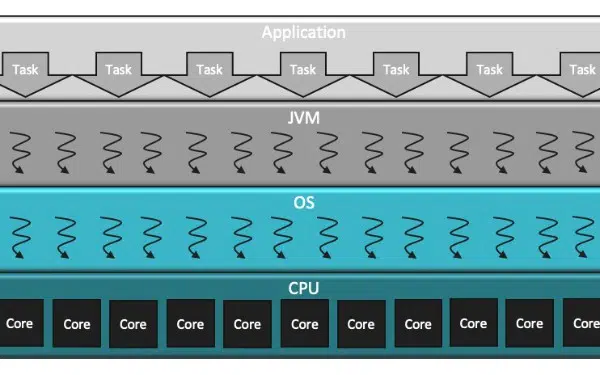 Application
Task Task Task Task Task Task Task
JVM
OS
CPU
Core Core Core Core Core Core Core Core Core Core Core